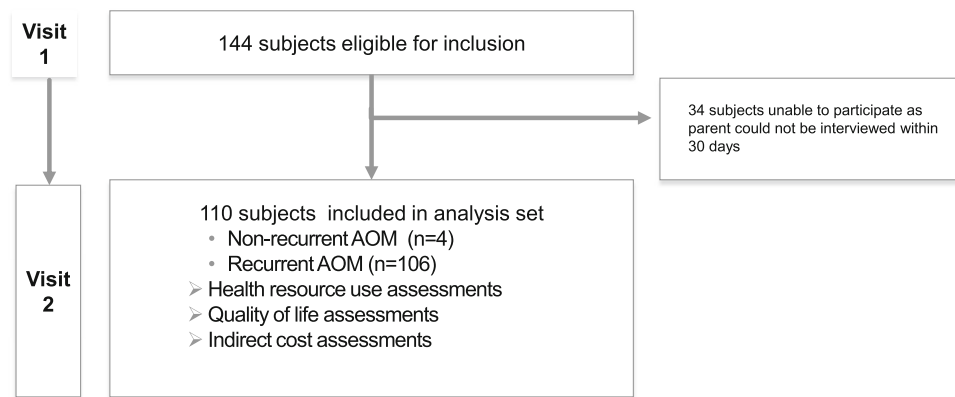 Visit
1
144 subjects eligible for inclusion
34 subjects unable to participate as
parent could not be interviewed within
30 days
Visit
2
110 subjects included in analysis set
• Non-recurrent AOM (n=4)
• Recurrent AOM (n=106)
➢ Health resource use assessments
➢ Quality of life assessments
➢ Indirect cost assessments